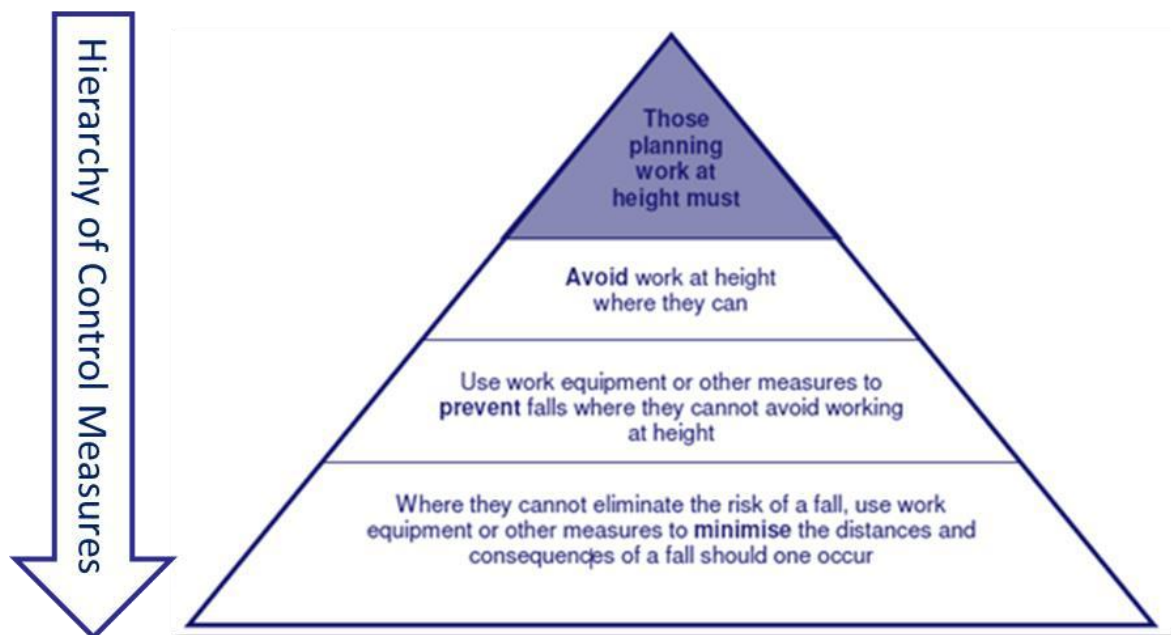 Hierarchy of Control Measures
Those
planning
work at
height must
Avoid work at height
where they can
Use work equipment or other measures to
prevent falls where they cannot avoid working
at height
Where they cannot eliminate the risk of a fall, use work
equipment or other measures to minimise the distances and
consequences of a fall should one occur